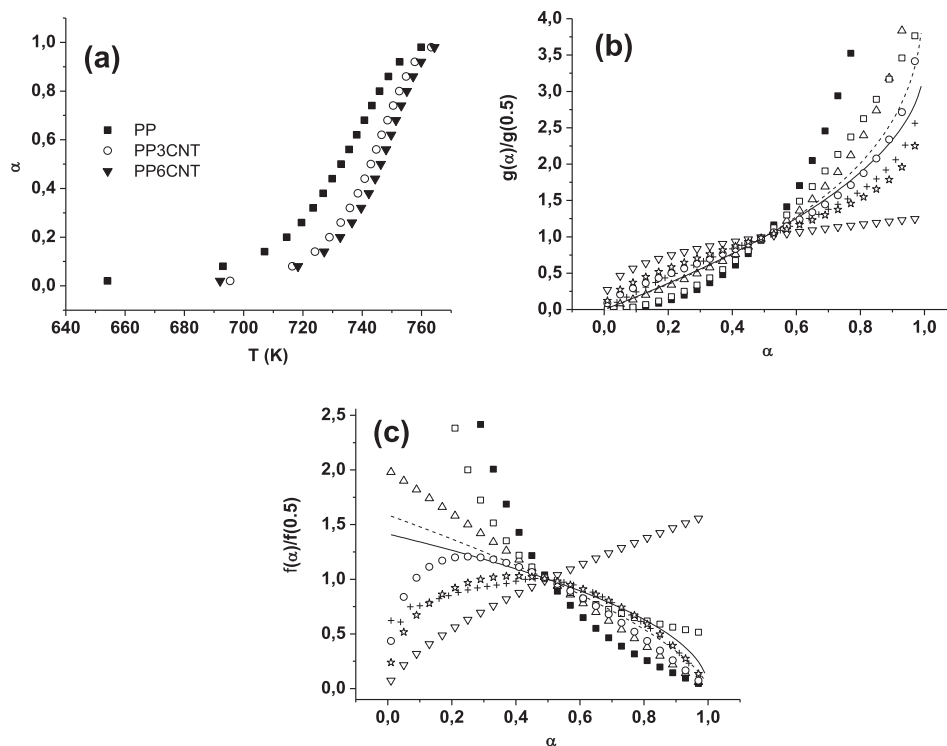 (a)
1,0
0,8
0,6
0,4
0,2
0,0
α
PP
PP3CNT
PP6CNT
640 660 680 700 720 740 760
T (K)
(b)
4,0
3,5
3,0
2,5
2,0
1,5
1,0
0,5
0,0
g(α)/g(0.5)
0,0 0,2 0,4 0,6 0,8 1,0
α
(c)
2,5
2,0
1,5
1,0
0,5
0,0
f(α)/f(0.5)
0,0 0,2 0,4 0,6 0,8 1,0
α